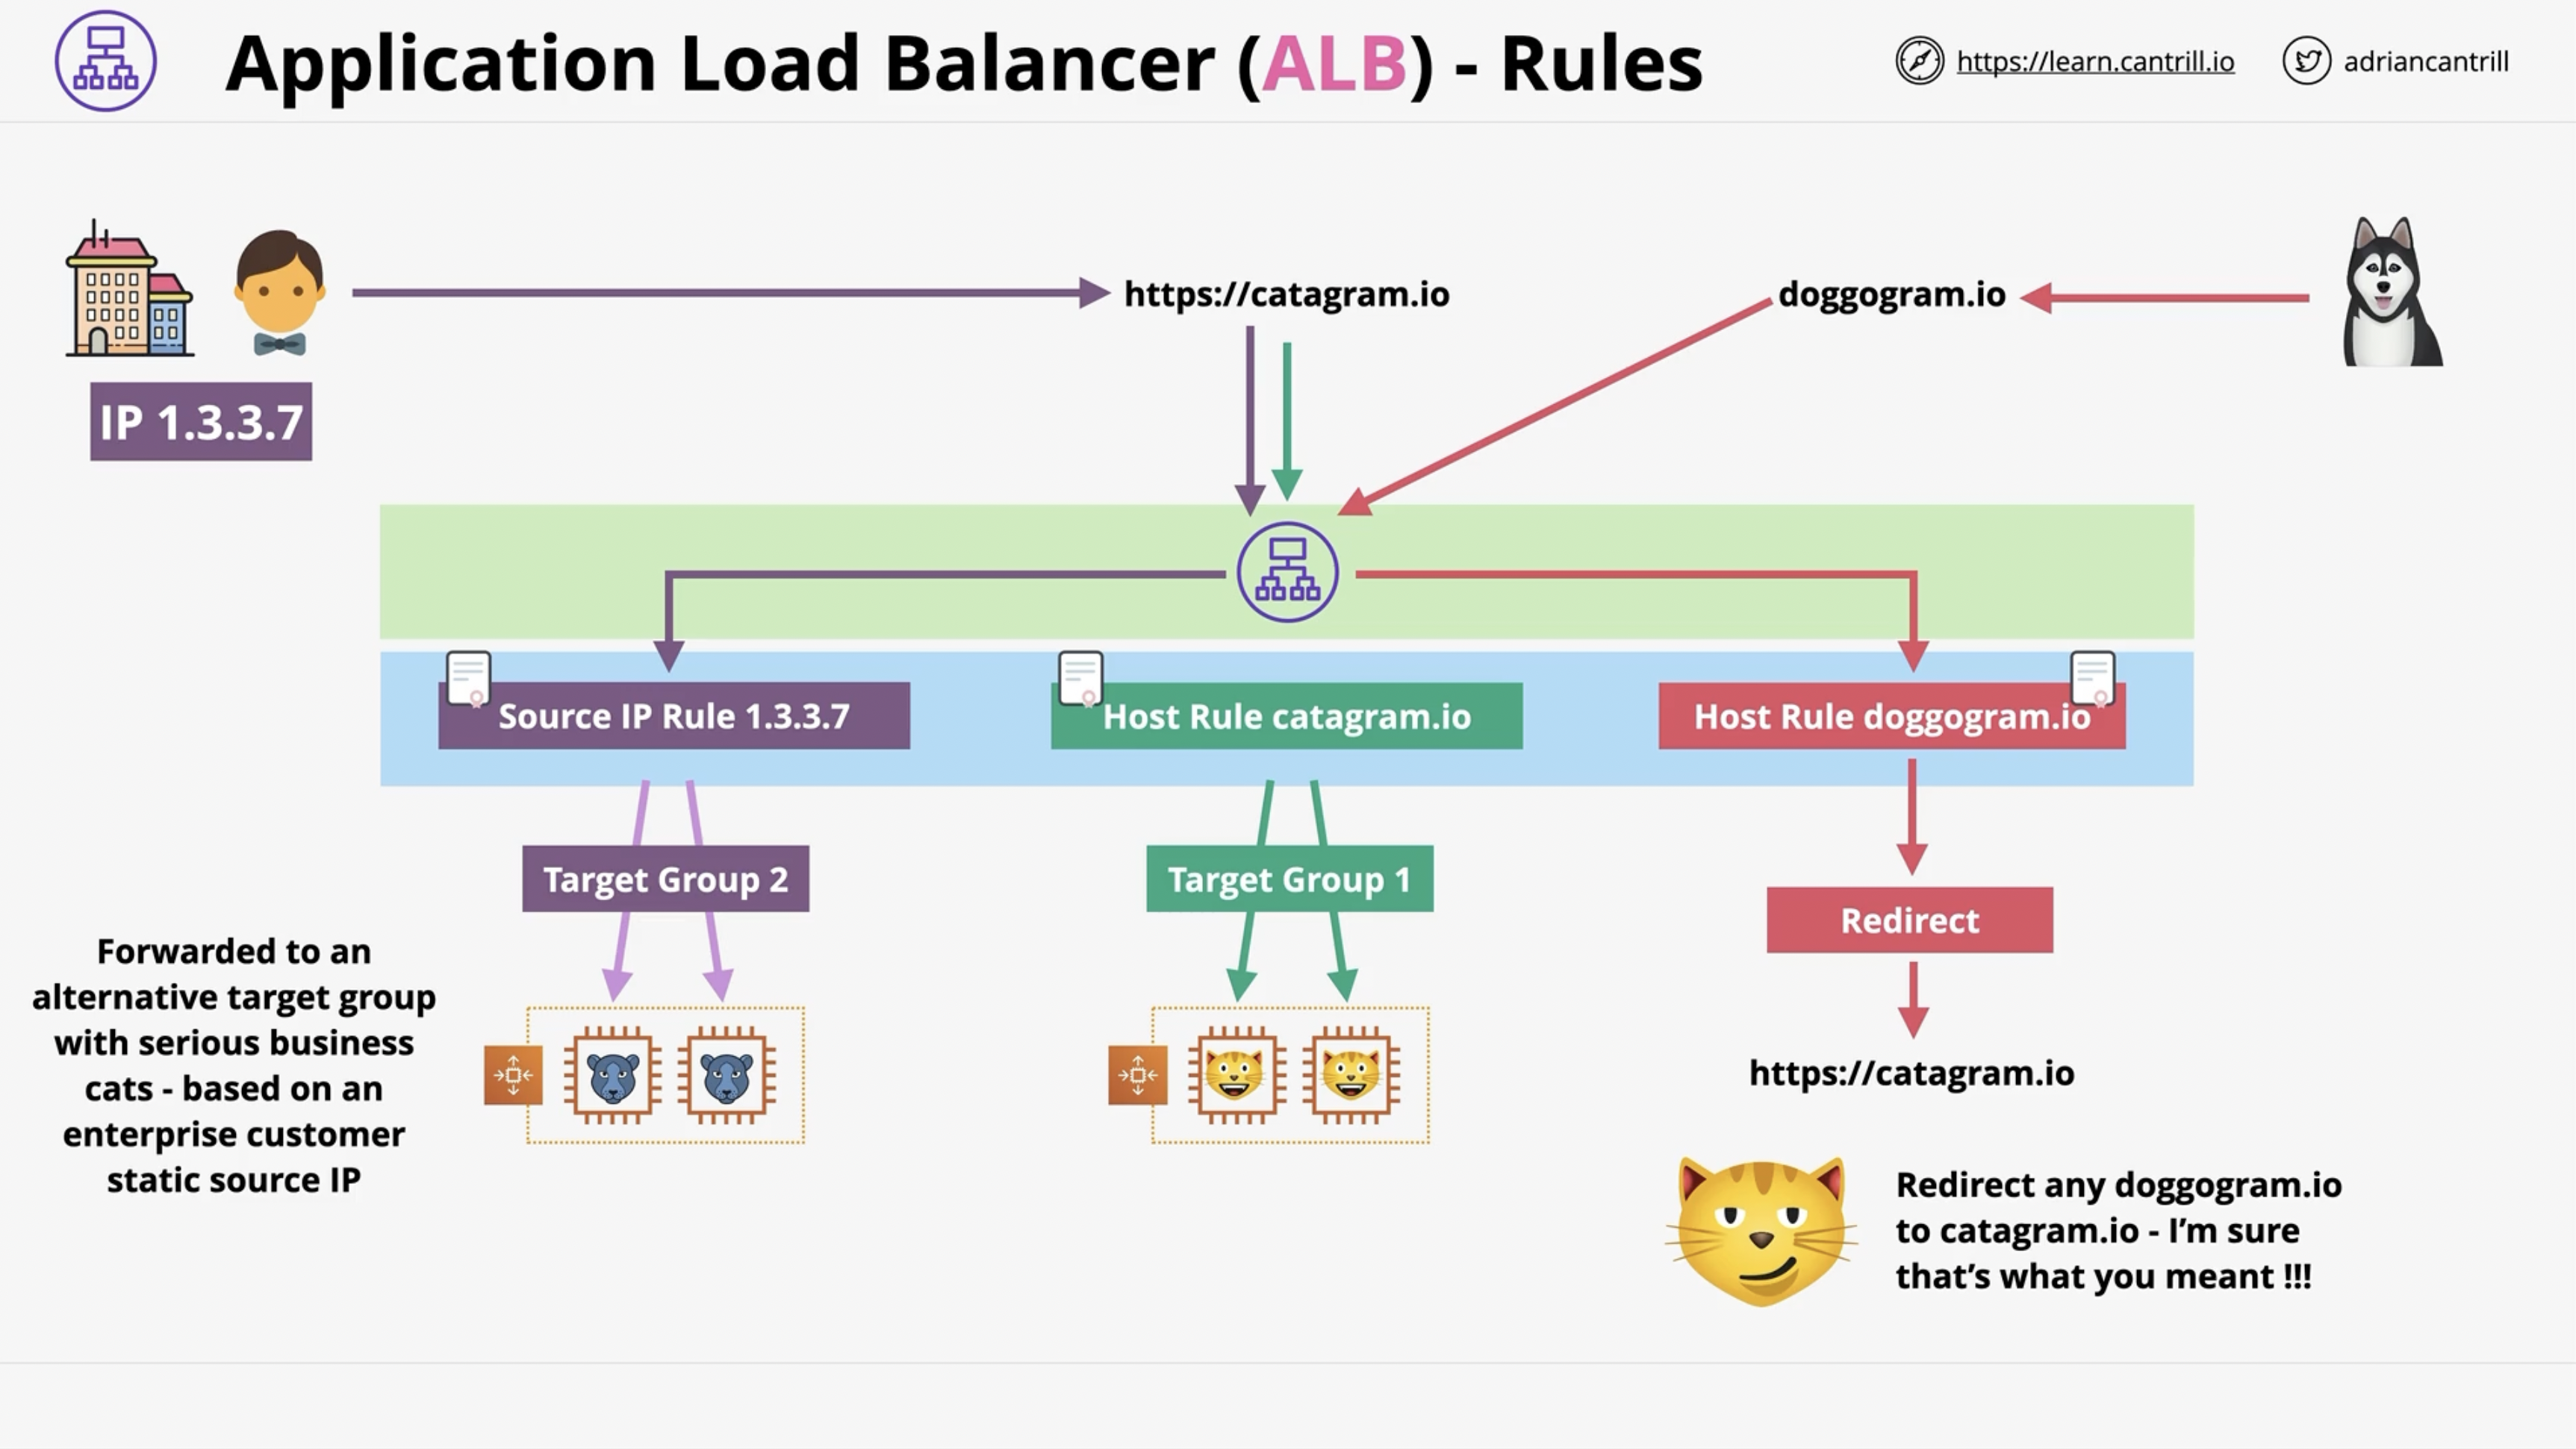 Application Load Balancer (ALB) - Rules
https://learn.cantrill.io
adriancantrill
https://catagram.io
doggogram.io
IP 1.3.3.7
Source IP Rule 1.3.3.7
Host Rule catagram.io
Host Rule doggogram.io
Target Group 2
Target Group 1
Redirect
Forwarded to an
alternative target group
with serious business
cats - based on an
enterprise customer
static source IP
https://catagram.io
Redirect any doggogram.io
to catagram.io - I’m sure
that’s what you meant !!!